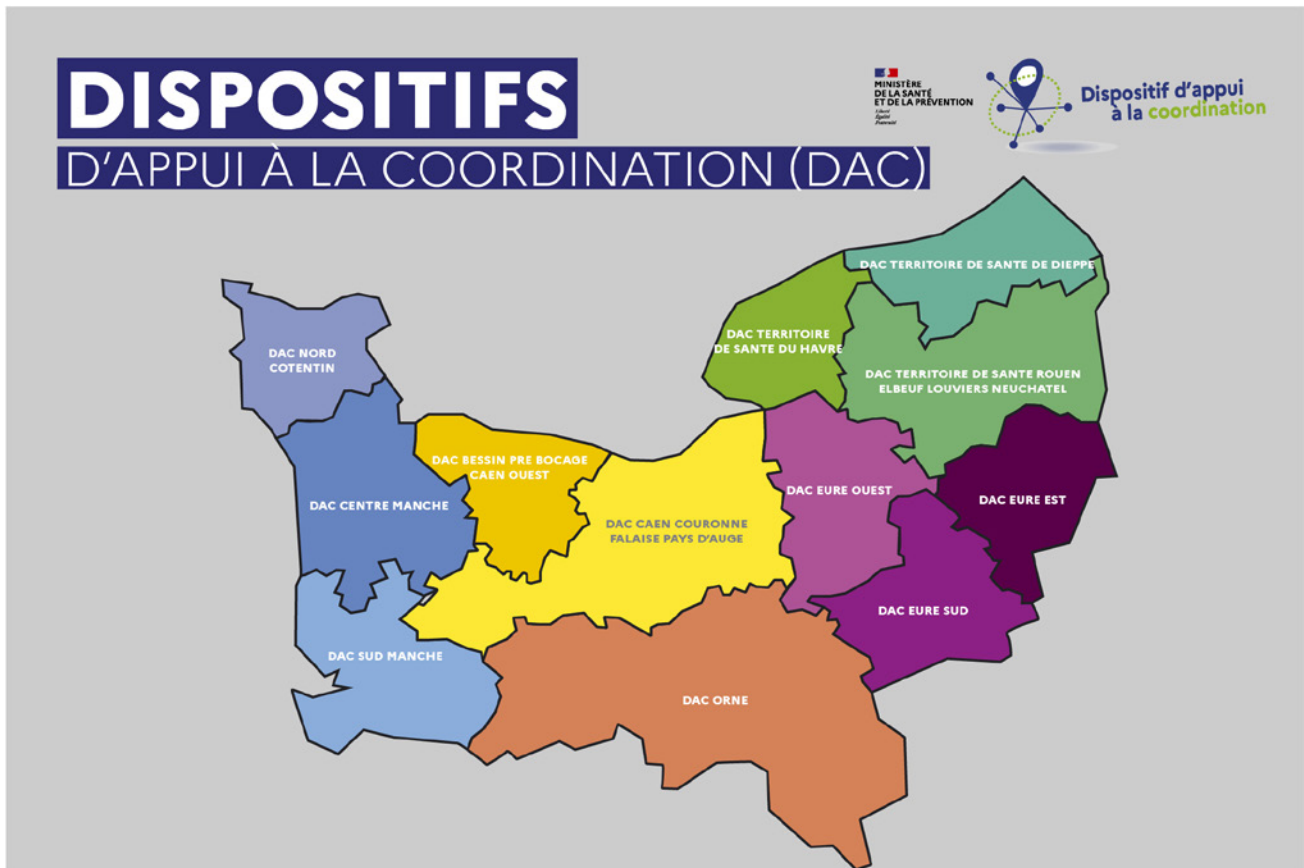 DISPOSITIFS
D'APPUI À LA COORDINATION (DAC)
MINISTÈRE
DE LA SANTÉ
ET DE LA PRÉVENTION
Liberté
Égalité
Fraternité
Dispositif d'appui
à la coordination
DAC TERRITOIRE DE SANTE DE DIEPPE
DAC TERRITOIRE
DE SANTE DU HAVRE
DAC NORD
COTENTIN
DAC TERRITOIRE DE SANTE ROUEN
ELBEUF LOUVIERS NEUCHATEL
DAC BESSIN PRE BOCAGE
CAEN OUEST
DAC EURE OUEST
DAC EURE EST
DAC CENTRE MANCHE
DAC CAEN COURONNE
FALAISE PAYS D'AUGE
DAC EURE SUD
DAC SUD MANCHE
DAC ORNE